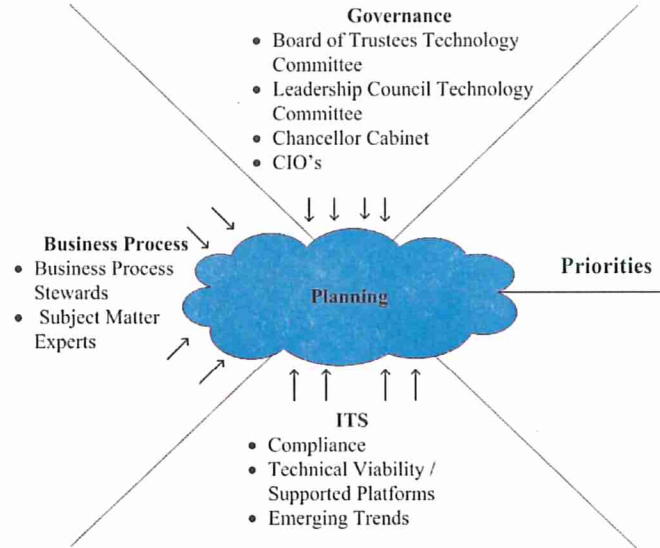 Governance
• Board of Trustees Technology
Committee
• Leadership Council Technology
Committee
• Chancellor Cabinet
• CIO's
Business Process
• Business Process
Stewards
• Subject Matter
Experts
Planning
Priorities
ITS
• Compliance
• Technical Viability /
Supported Platforms
• Emerging Trends